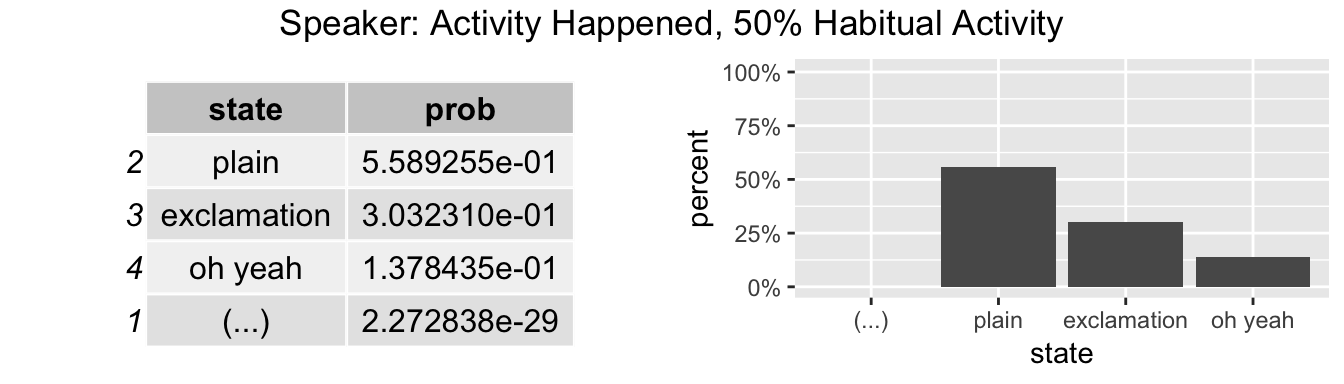 Speaker: Activity Happened, 50% Habitual Activity
state prob
2 plain 5.589255e-01
3 exclamation 3.032310e-01
4 oh yeah 1.378435e-01
1 (...) 2.272838e-29
percent
100%
75%
50%
25%
0%
(...) plain exclamation oh yeah
state